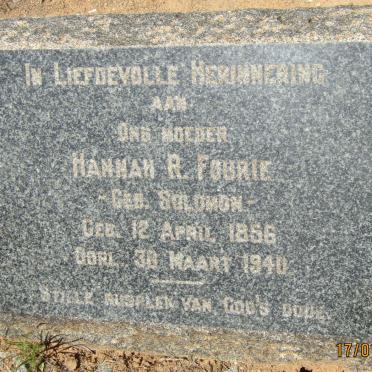 In Liefdevolle Herinnering
aan
Ons moeder
Hannah R. Fourie
- Geb. Solomon -
Geb. 12 April 1856
Oorl. 30 Maart 1940
Stille rusplek van God's dode.
17/0